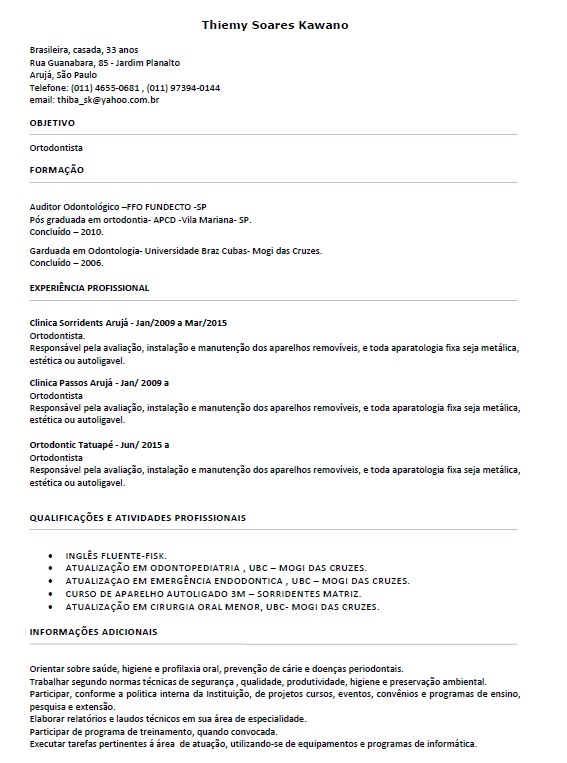 Thiemy Soares Kawano
Brasileira, casada, 33 anos
Rua Guanabara, 85 - Jardim Planalto
Arujá, São Paulo
Telefone: (011) 4655-0681 , (011) 97394-0144
email: thiba_sk@yahoo.com.br
OBJETIVO
Ortodontista
FORMAÇÃO
Auditor Odontológico –FFO FUNDECTO -SP
Pós graduada em ortodontia- APCD -Vila Mariana- SP.
Concluído – 2010.
Garduada em Odontologia- Universidade Braz Cubas- Mogi das Cruzes.
Concluído – 2006.
EXPERIÊNCIA PROFISSIONAL
Clinica Sorridents Arujá - Jan/2009 a Mar/2015
Ortodontista.
Responsável pela avaliação, instalação e manutenção dos aparelhos removíveis, e toda aparatologia fixa seja metálica,
estética ou autoligavel.
Clinica Passos Arujá - Jan/ 2009 a
Ortodontista
Responsável pela avaliação, instalação e manutenção dos aparelhos removíveis, e toda aparatologia fixa seja metálica,
estética ou autoligavel.
Ortodontic Tatuapé - Jun/ 2015 a
Ortodontista
Responsável pela avaliação, instalação e manutenção dos aparelhos removíveis, e toda aparatologia fixa seja metálica,
estética ou autoligavel.
QUALIFICAÇÕES E ATIVIDADES PROFISSIONAIS
• INGLÊS FLUENTE-FISK.
• ATUALIZAÇÃO EM ODONTOPEDIATRIA , UBC – MOGI DAS CRUZES.
• ATUALIZAÇAO EM EMERGÊNCIA ENDODONTICA , UBC – MOGI DAS CRUZES.
• CURSO DE APARELHO AUTOLIGADO 3M – SORRIDENTES MATRIZ.
• ATUALIZAÇÃO EM CIRURGIA ORAL MENOR, UBC- MOGI DAS CRUZES.
INFORMAÇÕES ADICIONAIS
Orientar sobre saúde, higiene e profilaxia oral, prevenção de cárie e doenças periodontais.
Trabalhar segundo normas técnicas de segurança , qualidade, produtividade, higiene e preservação ambiental.
Participar, conforme a politica interna da Instituição, de projetos cursos, eventos, convênios e programas de ensino,
pesquisa e extensão.
Elaborar relatórios e laudos técnicos em sua área de especialidade.
Participar de programa de treinamento, quando convocada.
Executar tarefas pertinentes á área de atuação, utilizando-se de equipamentos e programas de informática.